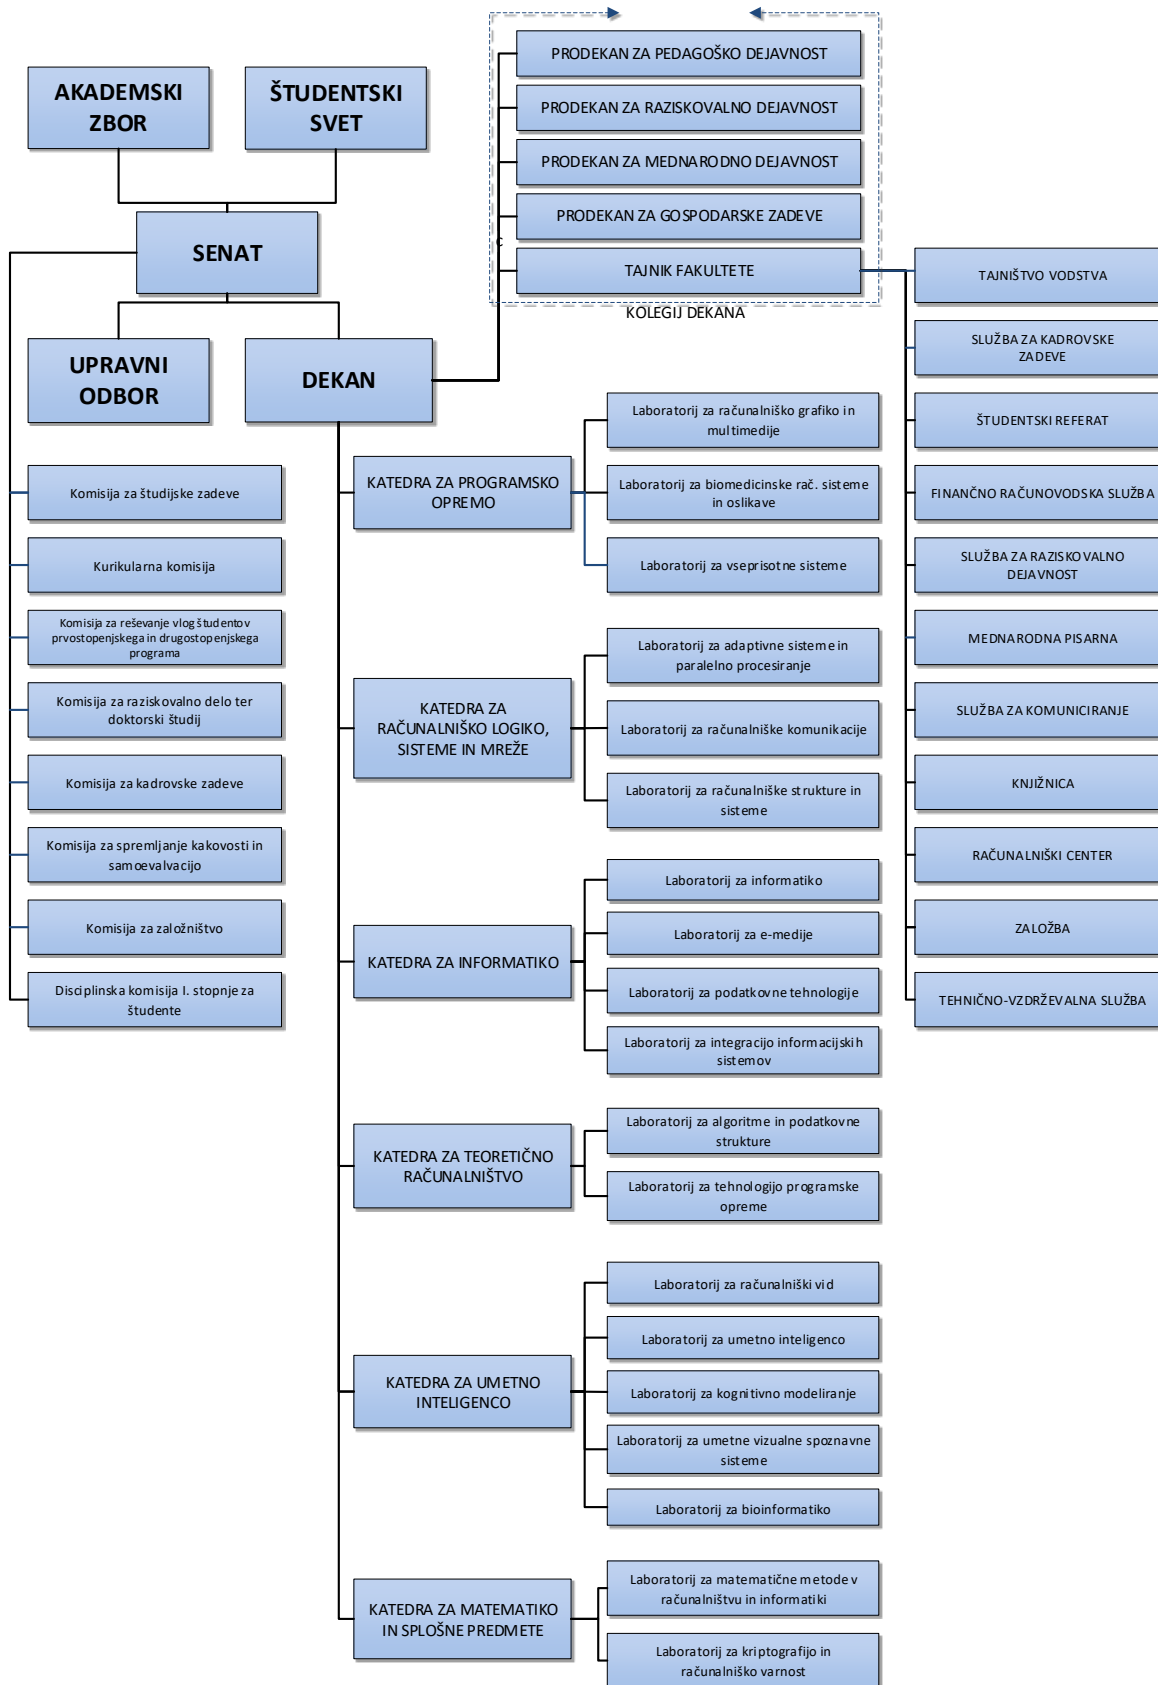 AKADEMSKI
ZBOR
ŠTUDENTSKI
SVET
SENAT
UPRAVNI
ODBOR
DEKAN
PRODEKAN ZA PEDAGOŠKO DEJAVNOST
PRODEKAN ZA RAZISKOVALNO DEJAVNOST
PRODEKAN ZA MEDNARODNO DEJAVNOST
PRODEKAN ZA GOSPODARSKE ZADEVE
c
TAJNIK FAKULTETE
KOLEGIJ DEKANA
TAJNIŠTVO VODSTVA
SLUŽBA ZA KADROVSKE
ZADEVE
ŠTUDENTSKI REFERAT
FINANČNO RAČUNOVODSKA SLUŽBA
SLUŽBA ZA RAZISKOVALNO
DEJAVNOST
MEDNARODNA PISARNA
SLUŽBA ZA KOMUNICIRANJE
KNJIŽNICA
RAČUNALNIŠKI CENTER
ZALOŽBA
TEHNIČNO-VZDRŽEVALNA SLUŽBA
Komisija za študijske zadeve
Kurikularna komisija
Komisija za reševanje vlog študentov
prvostopenjskega in drugostopenjskega
programa
Komisija za raziskovalno delo ter
doktorski študij
Komisija za kadrovske zadeve
Komisija za spremljanje kakovosti in
samoevalvacijo
Komisija za založništvo
Disciplinska komisija I. stopnje za
študente
KATEDRA ZA PROGRAMSKO
OPREMO
Laboratorij za računalniško grafiko in
multimedije
Laboratorij za biomedicinske rač. sisteme
in oslikave
Laboratorij za vseprisotne sisteme
KATEDRA ZA
RAČUNALNIŠKO LOGIKO,
SISTEME IN MREŽE
Laboratorij za adaptivne sisteme in
paralelno procesiranje
Laboratorij za računalniške komunikacije
Laboratorij za računalniške strukture in
sisteme
KATEDRA ZA INFORMATIKO
Laboratorij za informatiko
Laboratorij za e-medije
Laboratorij za podatkovne tehnologije
Laboratorij za integracijo informacijskih
sistemov
KATEDRA ZA TEORETIČNO
RAČUNALNIŠTVO
Laboratorij za algoritme in podatkovne
strukture
Laboratorij za tehnologijo programske
opreme
KATEDRA ZA UMETNO
INTELIGENCO
Laboratorij za računalniški vid
Laboratorij za umetno inteligenco
Laboratorij za kognitivno modeliranje
Laboratorij za umetne vizualne spoznavne
sisteme
Laboratorij za bioinformatiko
KATEDRA ZA MATEMATIKO
IN SPLOŠNE PREDMETE
Laboratorij za matematične metode v
računalništvu in informatiki
Laboratorij za kriptografijo in
računalniško varnost